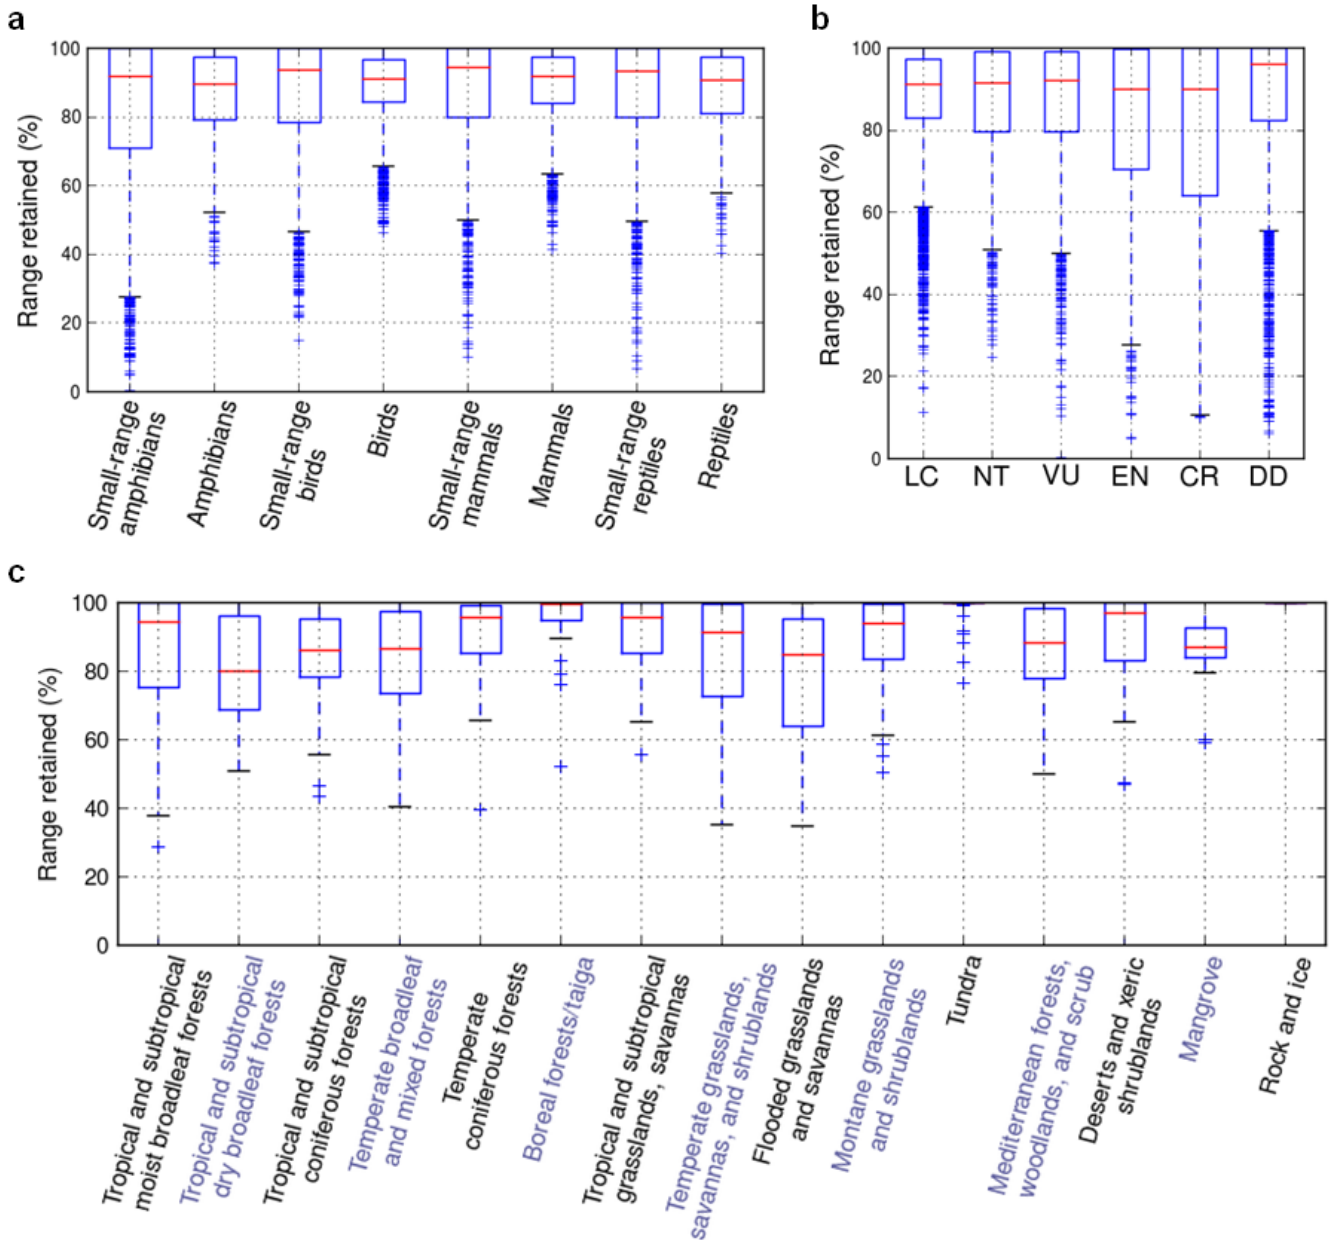 a
Range retained (%)
100
80
60
40
20
0
Small-range
amphibians
Amphibians
Small-range
birds
Birds
Small-range
mammals
Mammals
Small-range
reptiles
Reptiles
b
Range retained (%)
100
80
60
40
20
0
LC NT VU EN CR DD
c
Range retained (%)
100
80
60
40
20
0
Tropical and subtropical
moist broadleaf forests
Tropical and subtropical
dry broadleaf forests
Tropical and subtropical
coniferous forests
Temperate broadleaf
and mixed forests
Temperate
coniferous forests
Boreal forests/taiga
Tropical and subtropical
grasslands, savannas
Temperate grasslands,
savannas, and shrublands
Flooded grasslands
and savannas
Montane grasslands
and shrublands
Tundra
Mediterranean forests,
woodlands, and scrub
Deserts and xeric
shrublands
Mangrove
Rock and ice